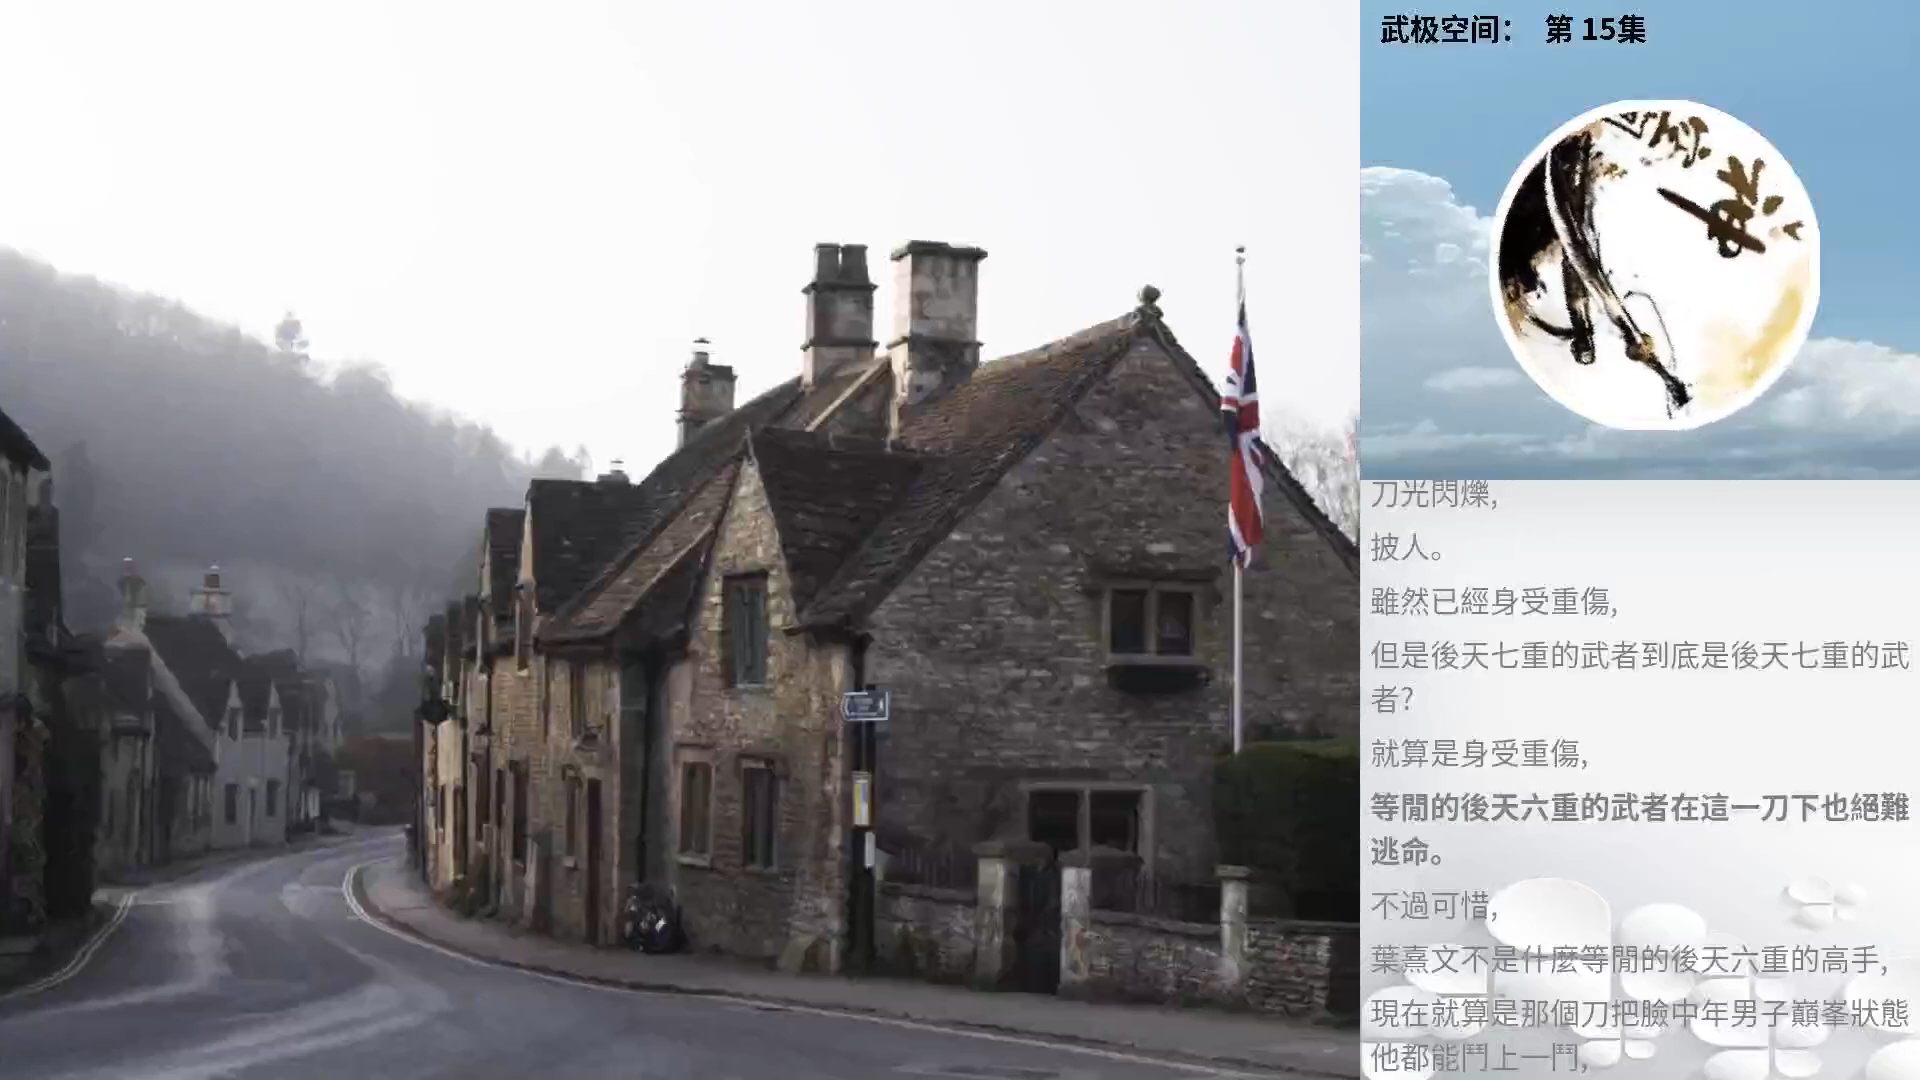 武极空间： 第 15集
刀光閃爍,
披人。
雖然已經身受重傷,
但是後天七重的武者到底是後天七重的武
者?
就算是身受重傷,
等閒的後天六重的武者在這一刀下也絕難
逃命。
不過可惜,
葉熹文不是什麼等閒的後天六重的高手,
現在就算是那個刀把臉中年男子巔峯狀態
他都能鬥上一鬥,